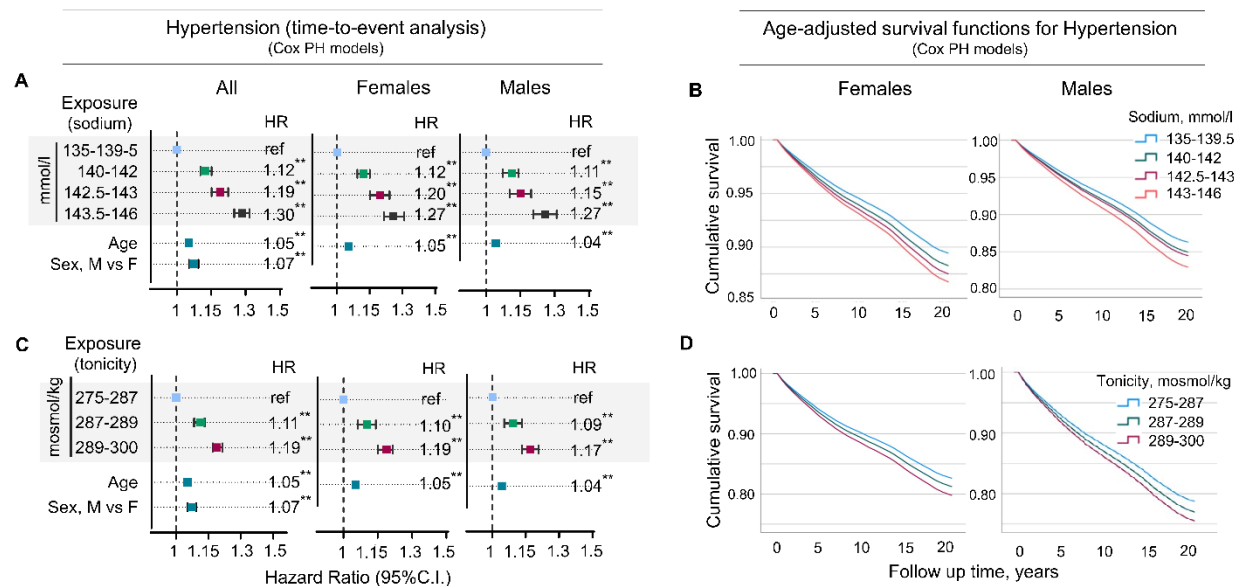 Hypertension (time-to-event analysis)
(Cox PH models)
Age-adjusted survival functions for Hypertension
(Cox PH models)
A
All
Females
Males
Exposure
(sodium)
HR
HR
HR
mmol/l
135-139.5
ref
ref
ref
140-142
1.12**
1.12**
1.11**
142.5-143
1.19**
1.20**
1.15**
143.5-146
1.30**
1.27**
1.27**
Age
1.05**
1.05**
1.04**
Sex, M vs F
1.07**
1 1.15 1.3 1.5
1 1.15 1.3 1.5
1 1.15 1.3 1.5
B
Females
Males
Sodium, mmol/l
135-139.5
140-142
142.5-143
143-146
Cumulative survival
1.00
0.95
0.90
0.85
0 5 10 15 20
1.00
0.95
0.90
0.85
0.80
0 5 10 15 20
C
Exposure
(tonicity)
HR
HR
HR
mosmol/kg
275-287
ref
ref
ref
287-289
1.11**
1.10**
1.09**
289-300
1.19**
1.19**
1.17**
Age
1.05**
1.05**
1.04**
Sex, M vs F
1.07**
1 1.15 1.3 1.5
1 1.15 1.3 1.5
1 1.15 1.3 1.5
Hazard Ratio (95%C.I.)
D
Tonicity, mosmol/kg
275-287
287-289
289-300
Cumulative survival
1.00
0.90
0.80
0 5 10 15 20
1.00
0.90
0.80
0 5 10 15 20
Follow up time, years